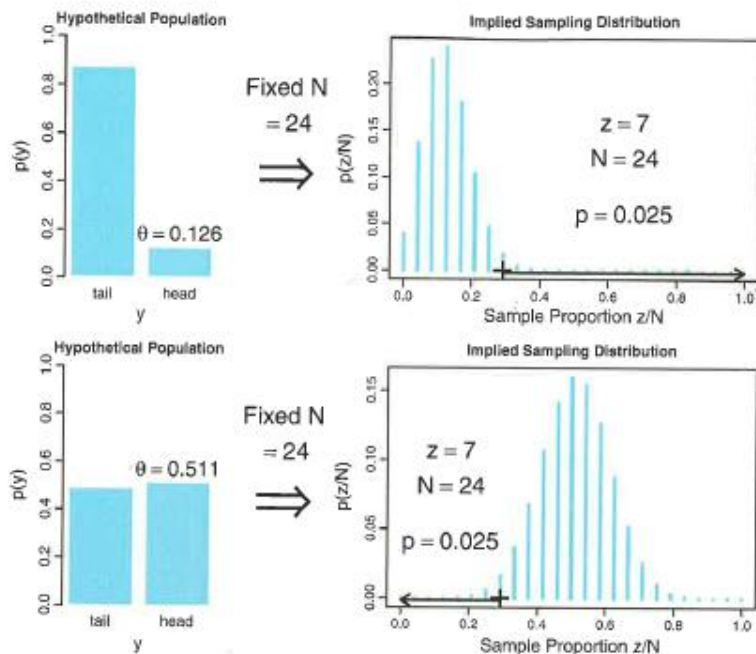 Hypothetical Population
p(y)
1.0
0.8
0.6
0.4
0.2
0.0
θ = 0.126
tail
head
y
Fixed N
= 24
⇒
Implied Sampling Distribution
p(z/N)
0.20
0.15
0.10
0.05
0.00
z = 7
N = 24
p = 0.025
0.0
0.2
0.4
0.6
0.8
1.0
Sample Proportion z/N
Hypothetical Population
p(y)
1.0
0.8
0.6
0.4
0.2
0.0
θ = 0.511
tail
head
y
Fixed N
= 24
⇒
Implied Sampling Distribution
p(z/N)
0.15
0.10
0.05
0.00
z = 7
N = 24
p = 0.025
0.0
0.2
0.4
0.6
0.8
1.0
Sample Proportion z/N